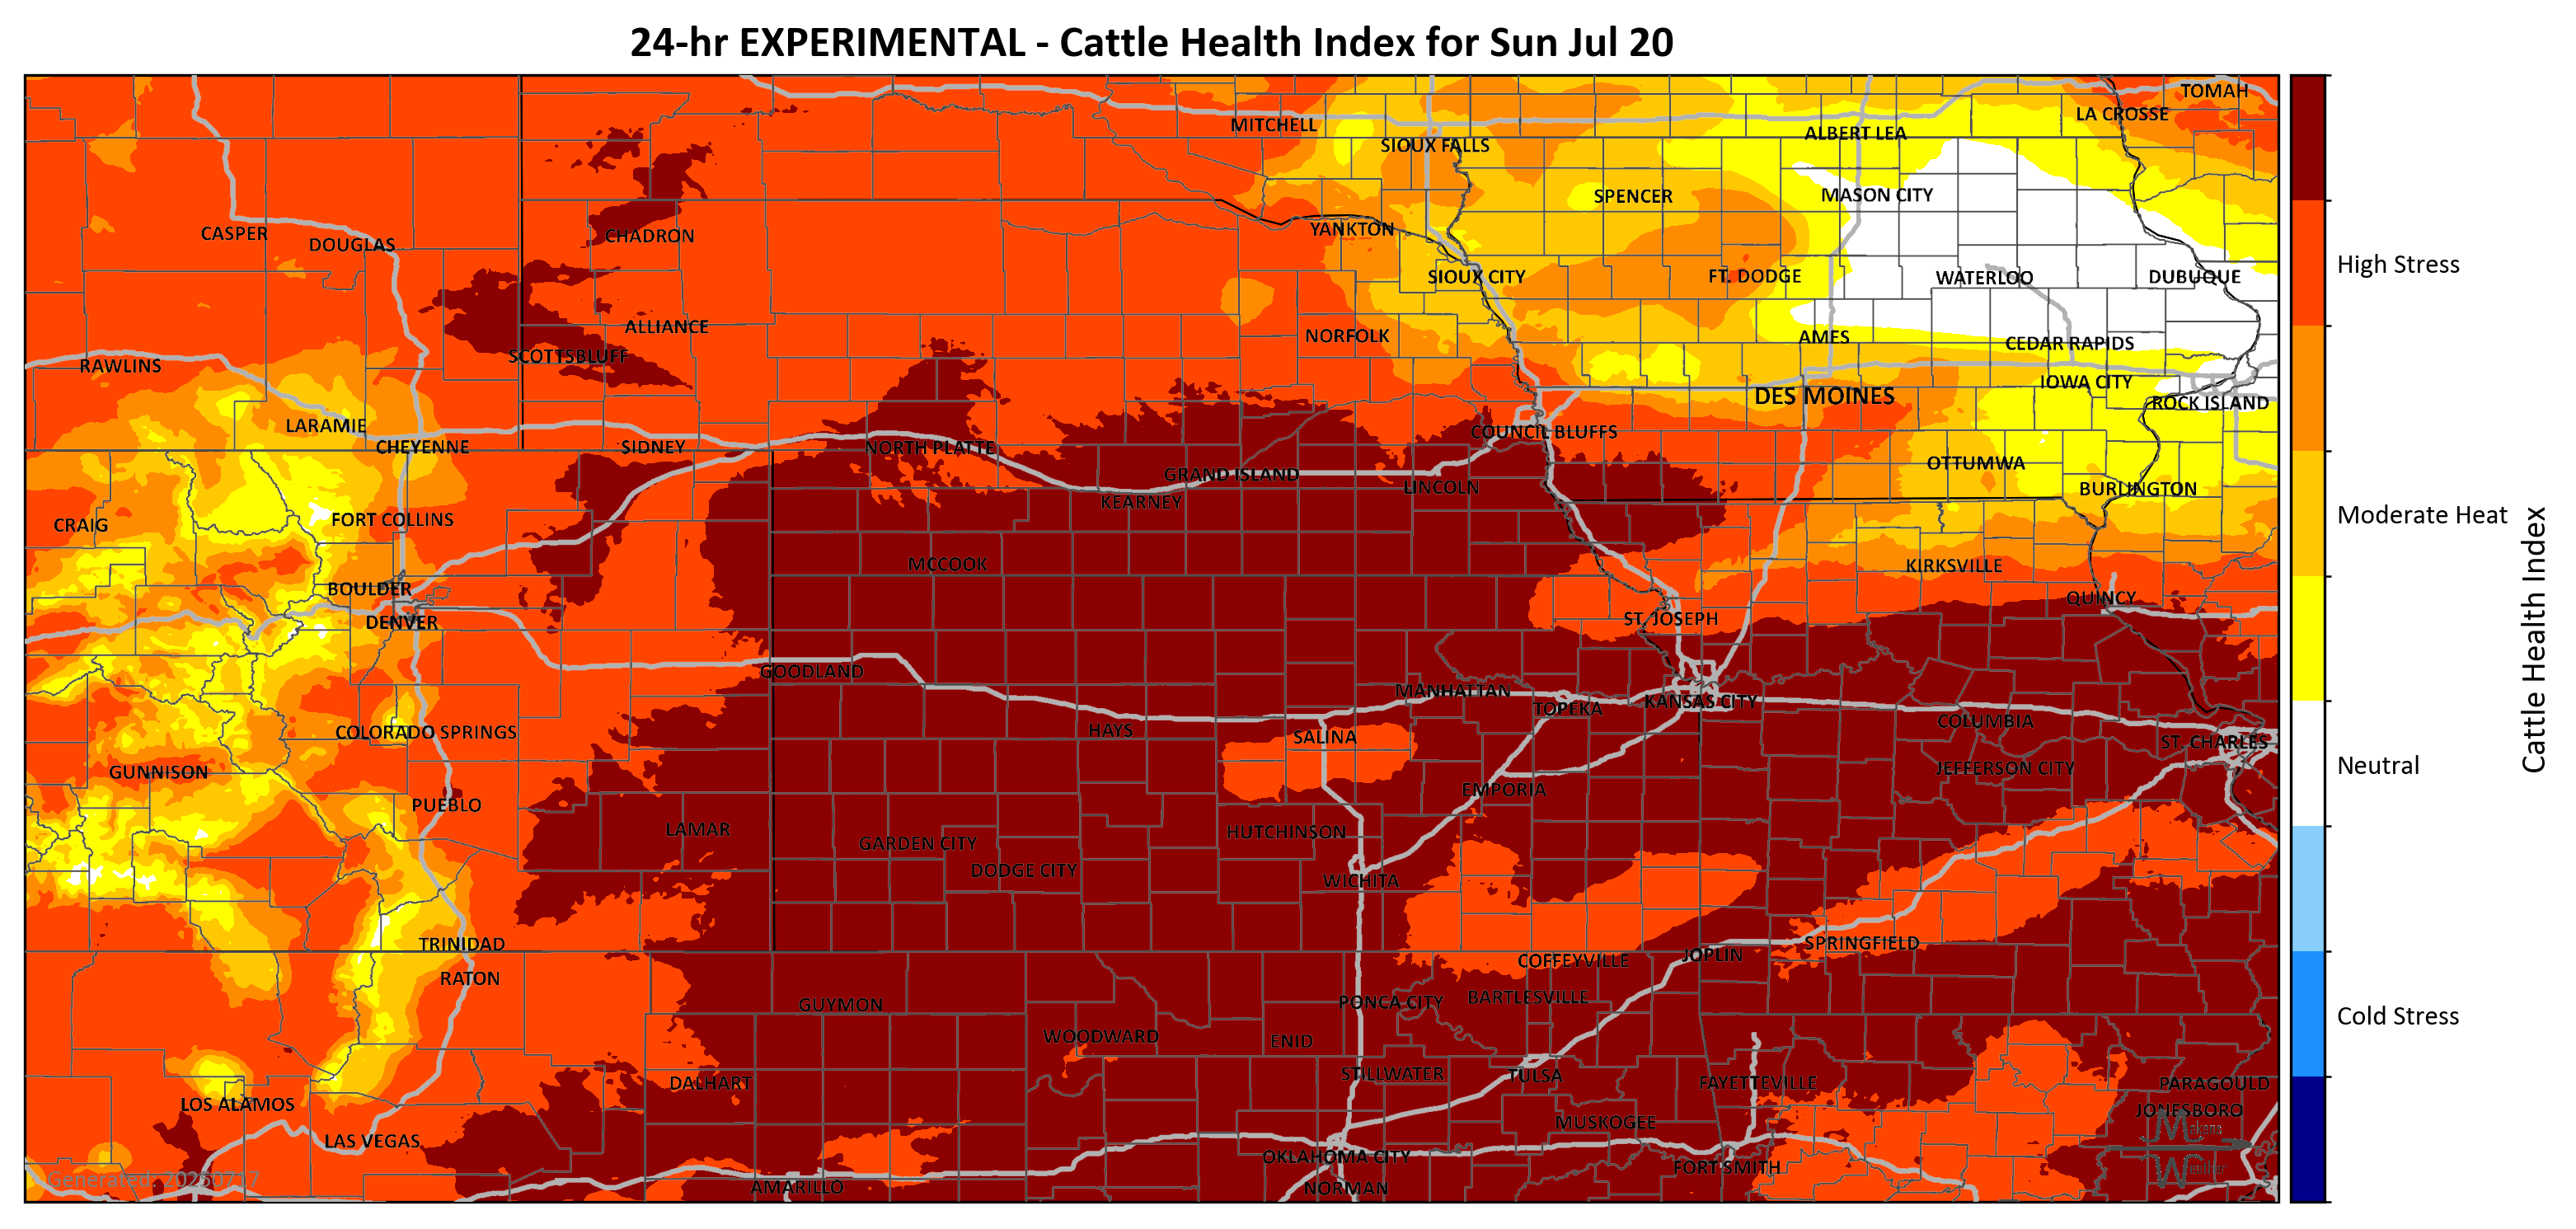 24-hr EXPERIMENTAL - Cattle Health Index for Sun Jul 20
TOMAH
LA CROSSE
MITCHELL
ALBERT LEA
SIOUX FALLS
SPENCER
MASON CITY
CASPER
DOUGLAS
CHADRON
YANKTON
SIOUX CITY
FT. DODGE
WATERLOO
DUBUQUE
High Stress
ALLIANCE
NORFOLK
AMES
CEDAR RAPIDS
SCOTTSBLUFF
RAWLINS
IOWA CITY
DES MOINES
ROCK ISLAND
LARAMIE
COUNCIL BLUFFS
CHEYENNE
SIDNEY
NORTH PLATTE
GRAND ISLAND
OTTUMWA
LINCOLN
BURLINGTON
KEARNEY
CRAIG
FORT COLLINS
Moderate Heat
MCCOOK
KIRKSVILLE
BOULDER
QUINCY
DENVER
ST. JOSEPH
Cattle Health Index
GOODLAND
MANHATTAN
KANSAS CITY
TOPEKA
COLUMBIA
COLORADO SPRINGS
HAYS
SALINA
ST. CHARLES
GUNNISON
JEFFERSON CITY
Neutral
EMPORIA
PUEBLO
LAMAR
HUTCHINSON
GARDEN CITY
DODGE CITY
WICHITA
TRINIDAD
SPRINGFIELD
JOPLIN
COFFEYVILLE
RATON
GUYMON
PONCA CITY
BARTLESVILLE
Cold Stress
WOODWARD
ENID
STILLWATER
TULSA
DALHART
FAYETTEVILLE
PARAGOULD
LOS ALAMOS
JONESBORO
MUSKOGEE
Makens
LAS VEGAS
OKLAHOMA CITY
FORT SMITH
Weather
Generated: 20250717
AMARILLO
NORMAN